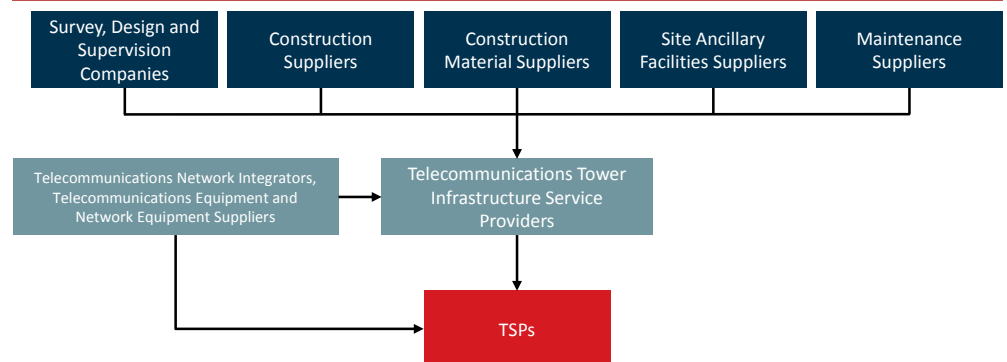 Survey, Design and
Supervision
Companies
Construction
Suppliers
Construction
Material Suppliers
Site Ancillary
Facilities Suppliers
Maintenance
Suppliers
Telecommunications Network Integrators,
Telecommunications Equipment and
Network Equipment Suppliers
Telecommunications Tower
Infrastructure Service
Providers
TSPs